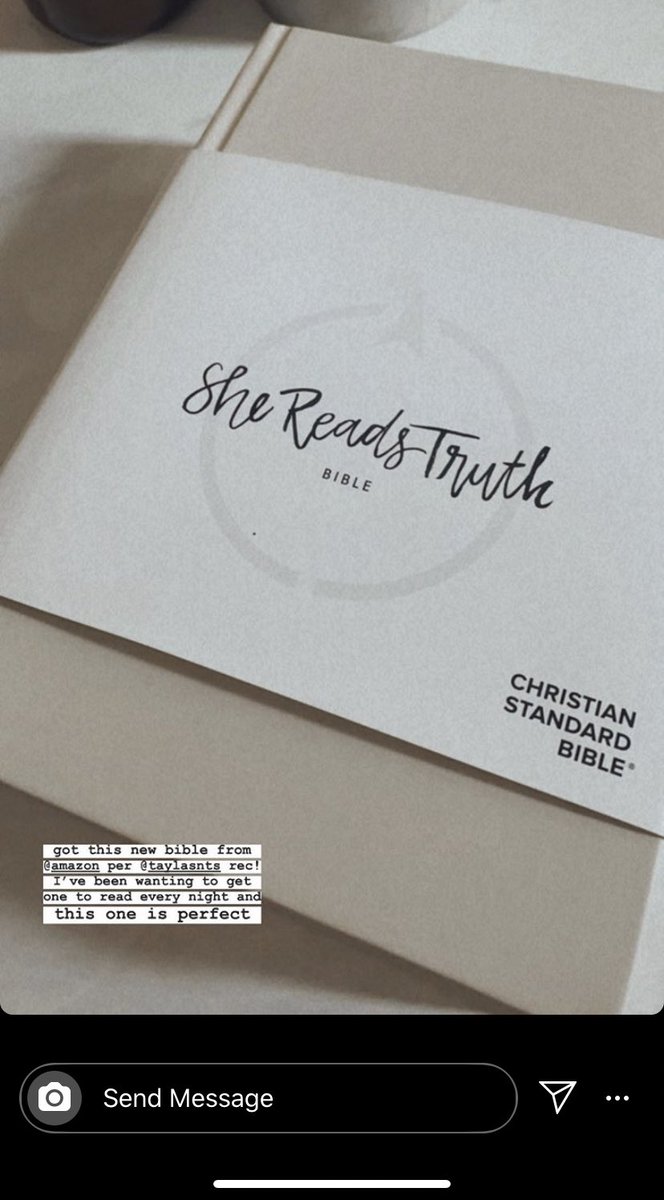 She Reads Truth
BIBLE
CHRISTIAN
STANDARD
BIBLE®
got this new bible from
@amazon per @taylasnts rec!
I’ve been wanting to get
one to read every night and
this one is perfect
Send Message